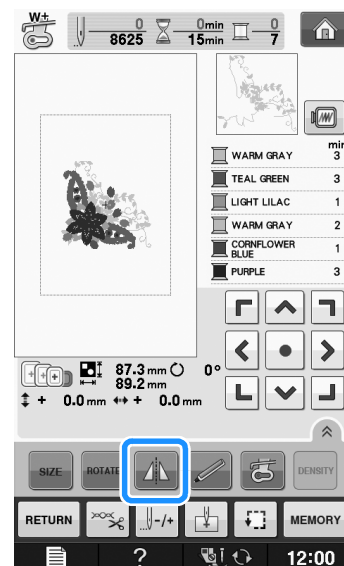 W+
0 0min 0
8625 15min 7
min
WARM GRAY 3
TEAL GREEN 3
LIGHT LILAC 1
WARM GRAY 2
CORNFLOWER
BLUE 1
PURPLE 3
87.3 mm 0°
89.2 mm
+ 0.0 mm + 0.0 mm
SIZE ROTATE DENSITY
RETURN -/+ MEMORY
? 12:00